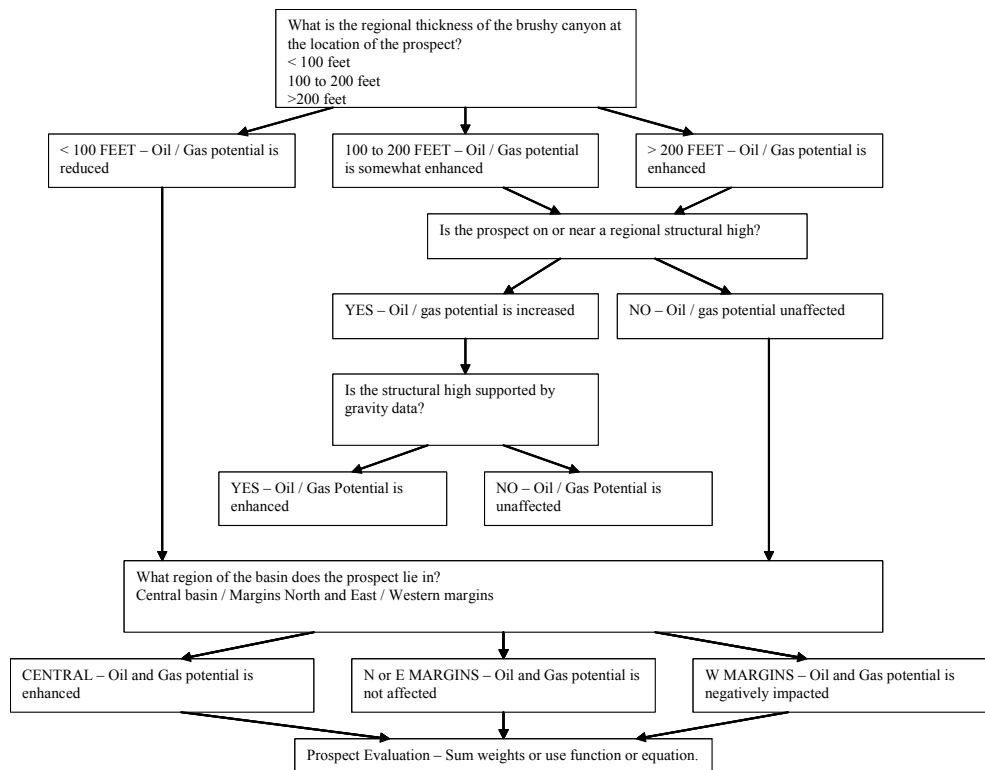 What is the regional thickness of the brushy canyon at
the location of the prospect?
< 100 feet
100 to 200 feet
>200 feet
< 100 FEET – Oil / Gas potential is
reduced
100 to 200 FEET – Oil / Gas potential
is somewhat enhanced
> 200 FEET – Oil / Gas potential is
enhanced
Is the prospect on or near a regional structural high?
YES – Oil / gas potential is increased
NO – Oil / gas potential unaffected
Is the structural high supported by
gravity data?
YES – Oil / Gas Potential is
enhanced
NO – Oil / Gas Potential is
unaffected
What region of the basin does the prospect lie in?
Central basin / Margins North and East / Western margins
CENTRAL – Oil and Gas potential is
enhanced
N or E MARGINS – Oil and Gas potential is
not affected
W MARGINS – Oil and Gas potential is
negatively impacted
Prospect Evaluation – Sum weights or use function or equation.